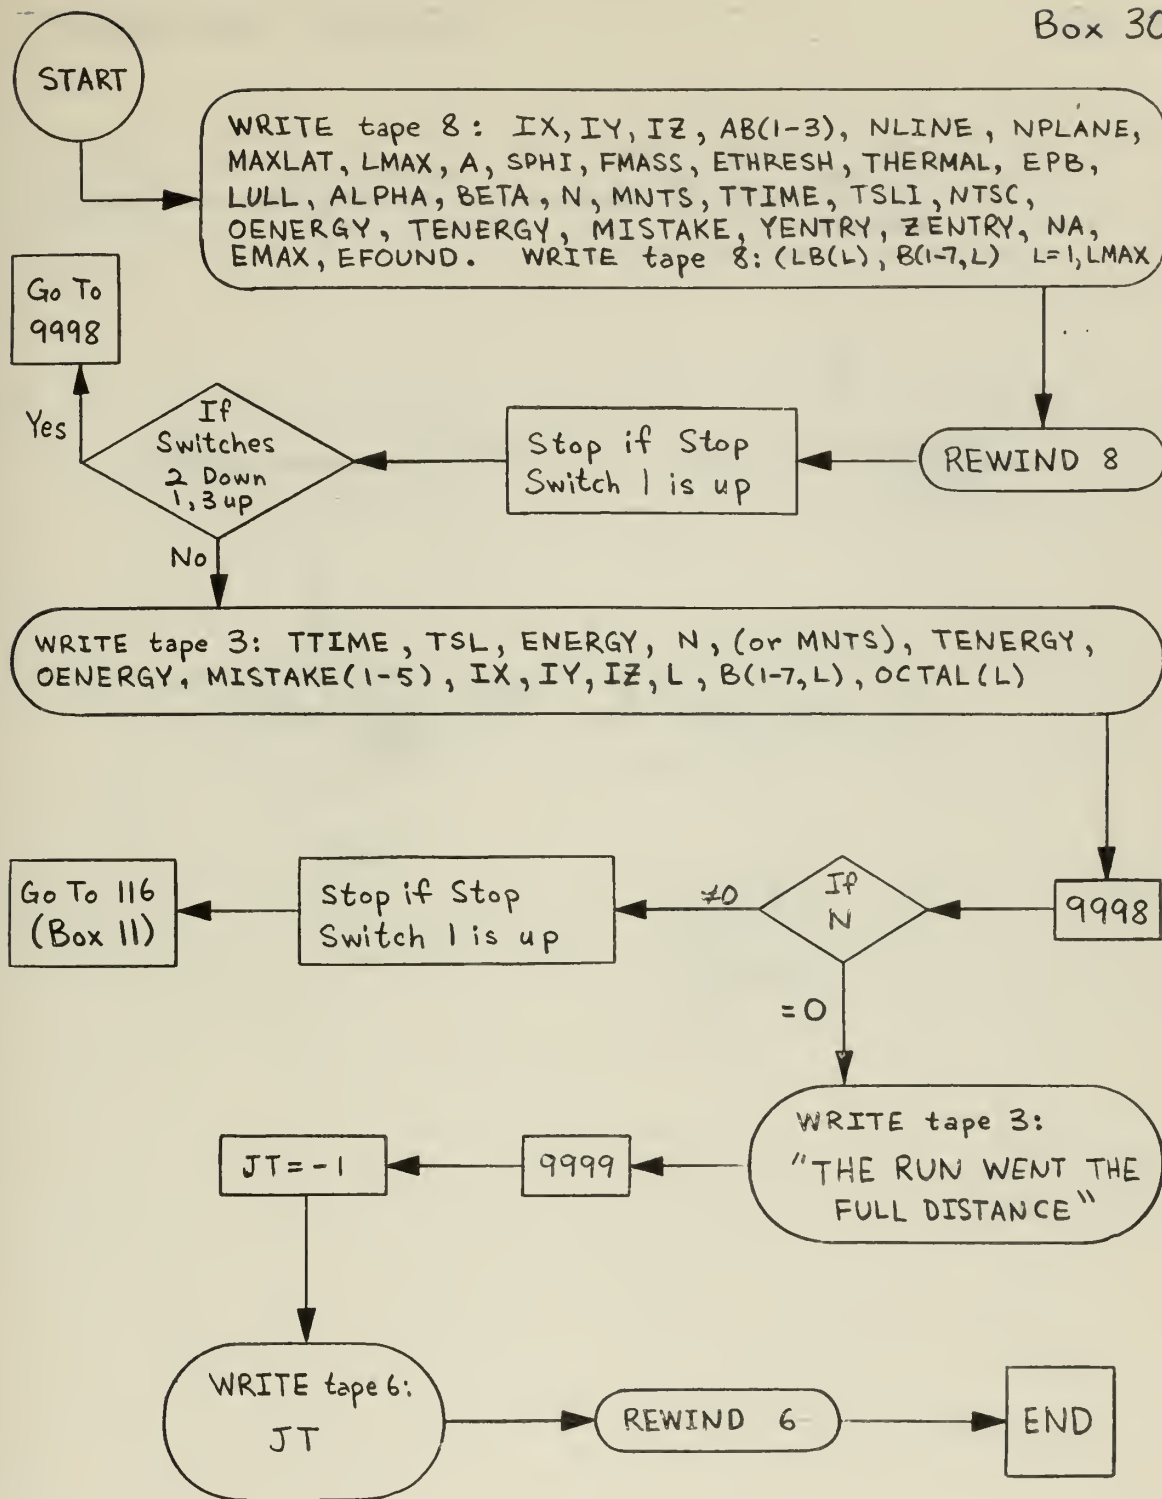 Box 30
START
WRITE tape 8: IX, IY, IZ, AB(1-3), NLINE, NPLANE,
MAXLAT, LMAX, A, SPHI, FMASS, ETHRESH, THERMAL, EPB,
LULL, ALPHA, BETA, N, MNTS, TTIME, TSLI, NTSC,
OENERGY, TENERGY, MISTAKE, YENTRY, ZENTRY, NA,
EMAX, EFOUND. WRITE tape 8: (LB(L), B(1-7,L) L=1, LMAX
REWIND 8
Stop if Stop
Switch 1 is up
If
Switches
2 Down
1,3 up
Yes
Go To
9998
No
WRITE tape 3: TTIME, TSL, ENERGY, N, (or MNTS), TENERGY,
OENERGY, MISTAKE(1-5), IX, IY, IZ, L, B(1-7, L), OCTAL(L)
9998
If
N
≠0
Stop if Stop
Switch 1 is up
Go To 116
(Box 11)
=0
WRITE tape 3:
"THE RUN WENT THE
FULL DISTANCE"
9999
JT=-1
WRITE tape 6:
JT
REWIND 6
END